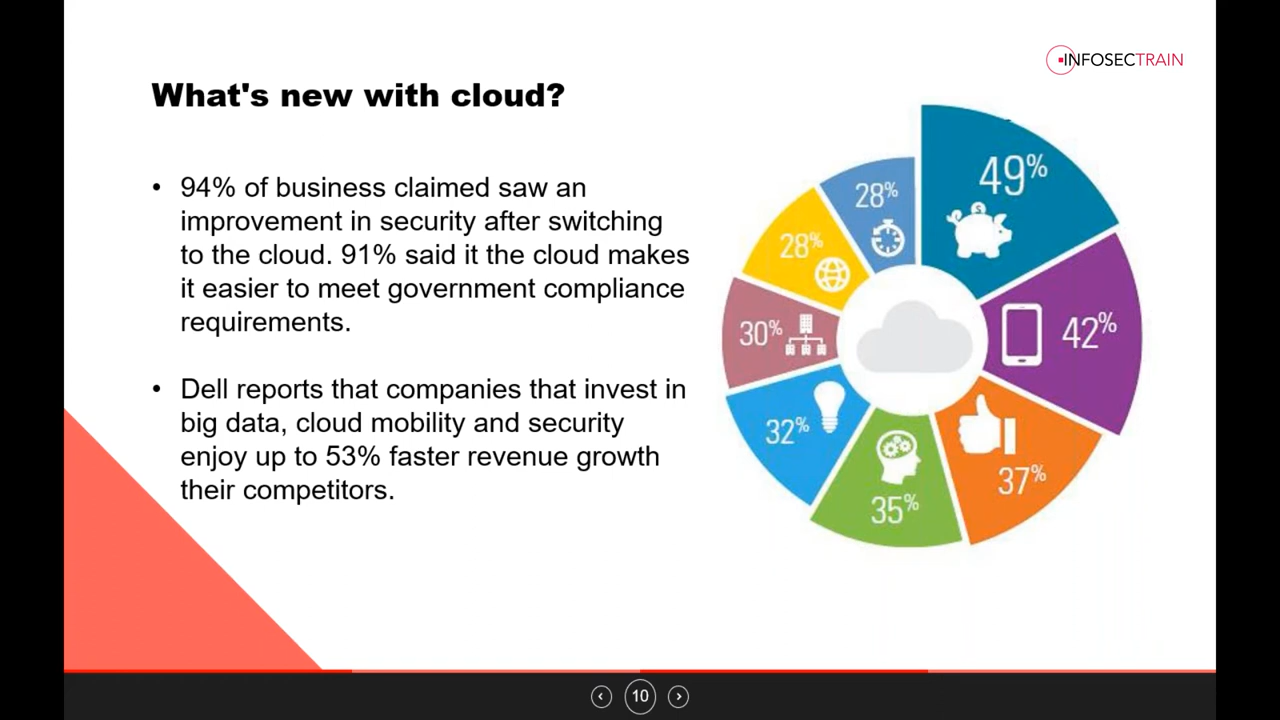 INFOSECTRAIN
What's new with cloud?
• 94% of business claimed saw an
improvement in security after switching
to the cloud. 91% said it the cloud makes
it easier to meet government compliance
requirements.
• Dell reports that companies that invest in
big data, cloud mobility and security
enjoy up to 53% faster revenue growth
their competitors.
49%
42%
37%
35%
32%
30%
28%
28%
$
10